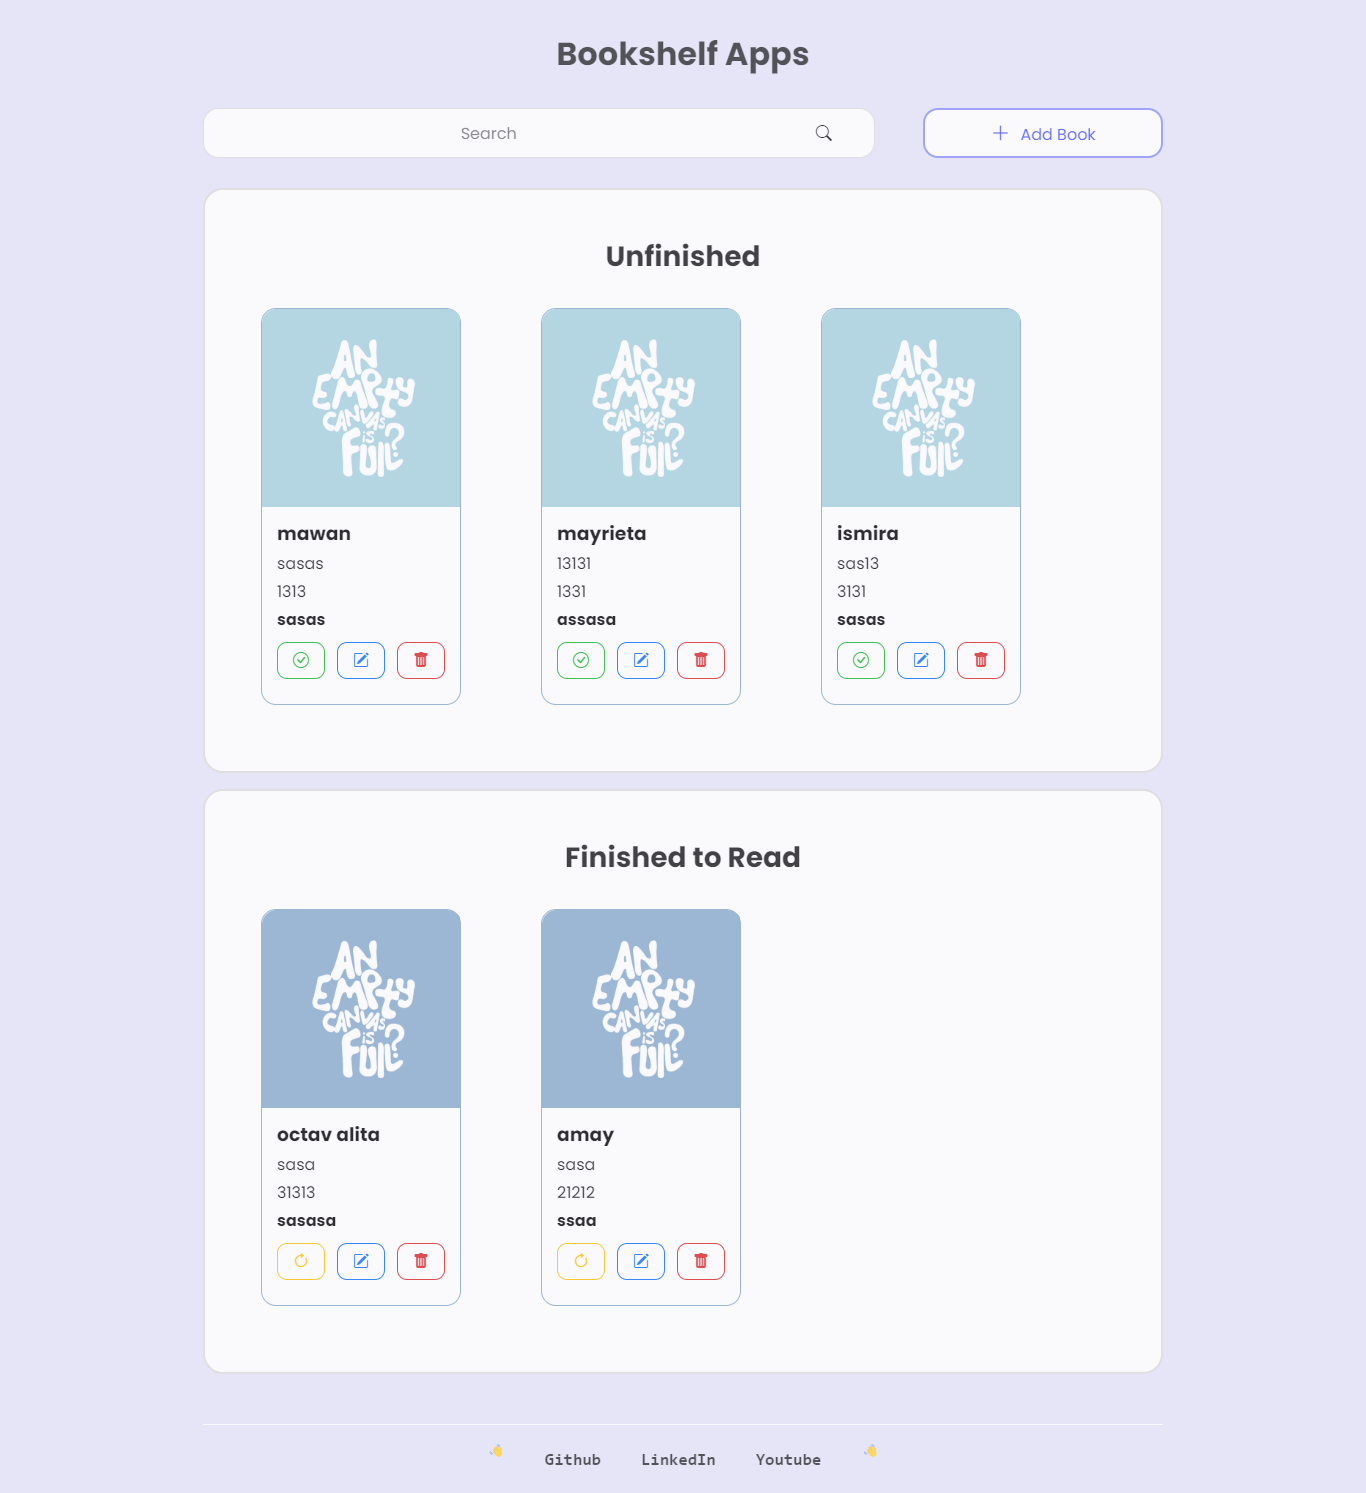 Bookshelf Apps
Search
Add Book
Unfinished
AN
EMPTY
CANVAS
iS
FULL?
mawan
sasas
1313
sasas
AN
EMPTY
CANVAS
iS
FULL?
mayrieta
13131
1331
assasa
AN
EMPTY
CANVAS
iS
FULL?
ismira
sas13
3131
sasas
Finished to Read
AN
EMPTY
CANVAS
iS
FULL?
octav alita
sasa
31313
sasasa
AN
EMPTY
CANVAS
iS
FULL?
amay
sasa
21212
ssaa
Github LinkedIn Youtube